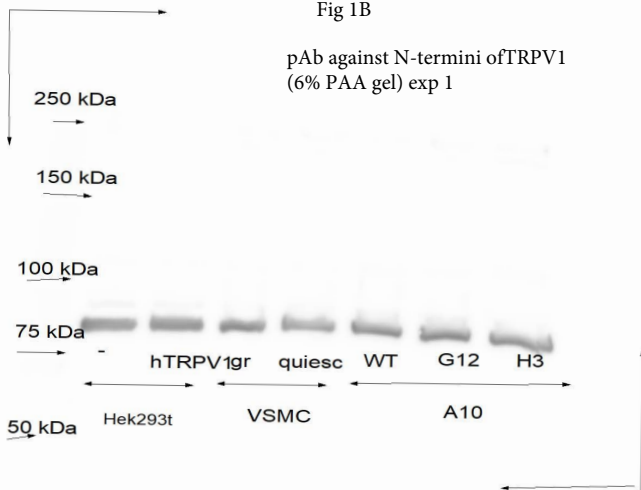 Fig 1B
pAb against N-termini ofTRPV1
(6% PAA gel) exp 1
250 kDa
150 kDa
100 kDa
75 kDa
- hTRPV1gr quiesc WT G12 H3
Hek293t VSMC A10
50 kDa